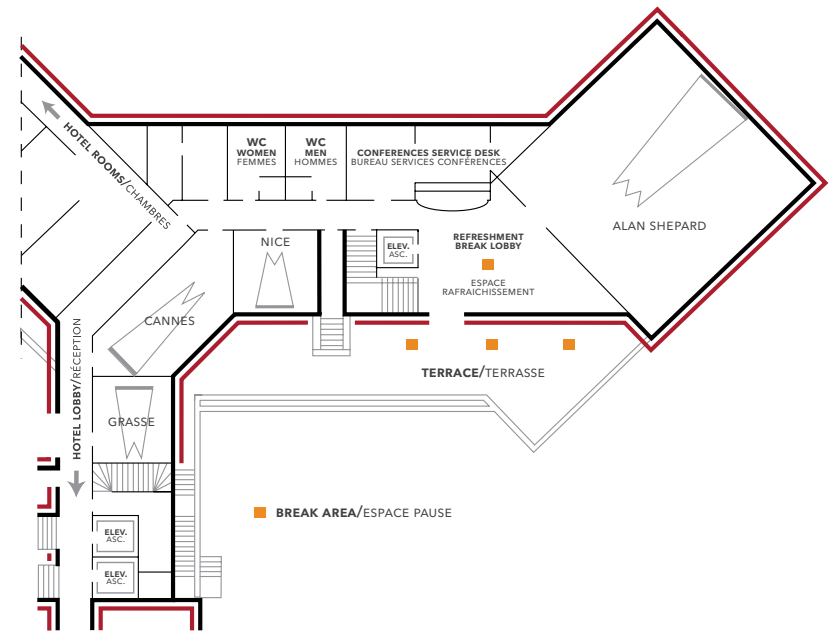 HOTEL ROOMS/CHAMBRES
WC
WOMEN
FEMMES
WC
MEN
HOMMES
CONFERENCES SERVICE DESK
BUREAU SERVICES CONFÉRENCES
ALAN SHEPARD
NICE
ELEV.
ASC.
REFRESHMENT
BREAK LOBBY
ESPACE
RAFRAICHISSEMENT
CANNES
HOTEL LOBBY/RÉCEPTION
TERRACE/TERRASSE
GRASSE
BREAK AREA/ESPACE PAUSE
ELEV.
ASC.
ELEV.
ASC.